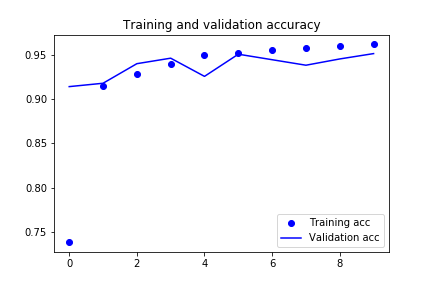 Training and validation accuracy
0.95
0.90
0.85
0.80
0.75
Training acc
Validation acc
0 2 4 6 8